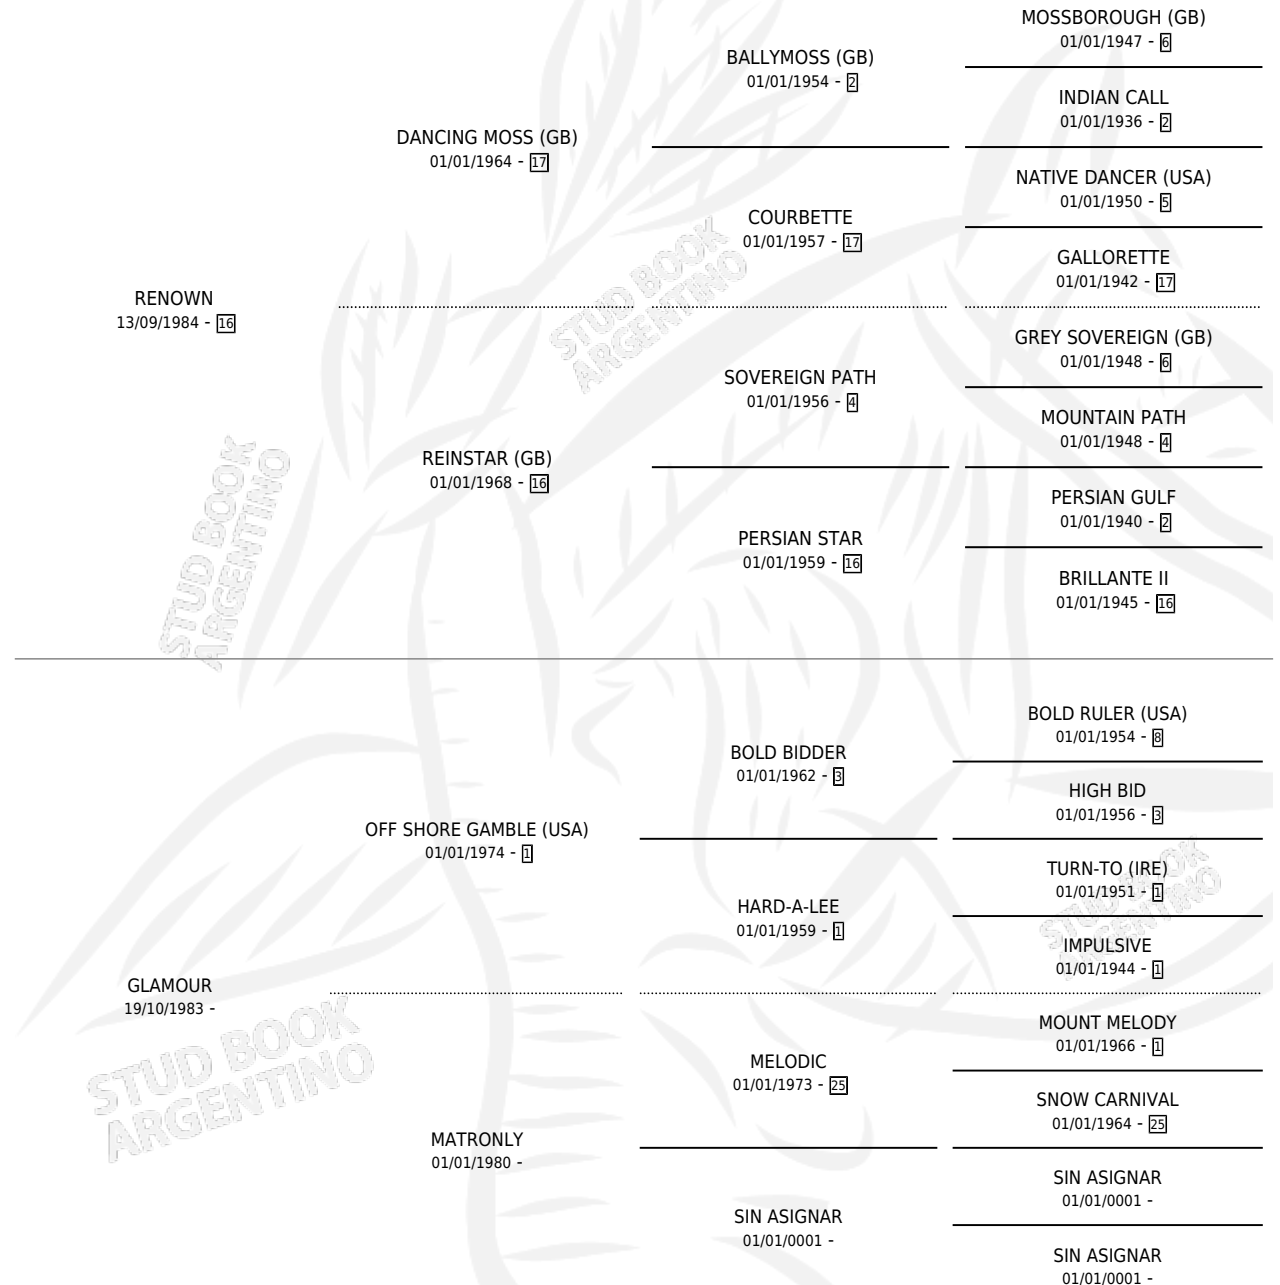 MOSSBOROUGH (GB)
01/01/1947 - 6
BALLYMOSS (GB)
01/01/1954 - 2
INDIAN CALL
01/01/1936 - 2
DANCING MOSS (GB)
01/01/1964 - 17
NATIVE DANCER (USA)
01/01/1950 - 5
COURBETTE
01/01/1957 - 17
GALLORETTE
01/01/1942 - 17
RENOWN
13/09/1984 - 16
GREY SOVEREIGN (GB)
01/01/1948 - 6
SOVEREIGN PATH
01/01/1956 - 4
MOUNTAIN PATH
01/01/1948 - 4
REINSTAR (GB)
01/01/1968 - 16
PERSIAN GULF
01/01/1940 - 2
PERSIAN STAR
01/01/1959 - 16
BRILLANTE II
01/01/1945 - 16
BOLD RULER (USA)
01/01/1954 - 8
BOLD BIDDER
01/01/1962 - 3
HIGH BID
01/01/1956 - 3
OFF SHORE GAMBLE (USA)
01/01/1974 - 1
TURN-TO (IRE)
01/01/1951 - 1
HARD-A-LEE
01/01/1959 - 1
IMPULSIVE
01/01/1944 - 1
GLAMOUR
19/10/1983 -
MOUNT MELODY
01/01/1966 - 1
MELODIC
01/01/1973 - 25
SNOW CARNIVAL
01/01/1964 - 25
MATRONLY
01/01/1980 -
SIN ASIGNAR
01/01/0001 -
SIN ASIGNAR
01/01/0001 -
SIN ASIGNAR
01/01/0001 -
STUD BOOK
ARGENTINO
STUD BOOK
ARGENTINO
STUD BOOK
ARGENTINO
STUD BOOK
ARGENTINO